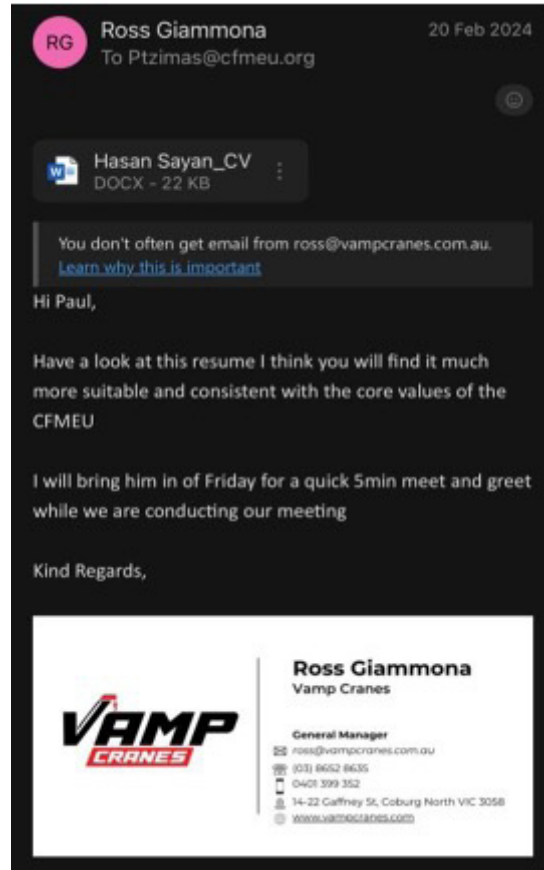 RG
Ross Giammona
20 Feb 2024
To Ptzimas@cfmeu.org
Hasan Sayan_CV
DOCX - 22 KB
You don't often get email from ross@vampcranes.com.au.
Learn why this is important
Hi Paul,
Have a look at this resume I think you will find it much
more suitable and consistent with the core values of the
CFMEU
I will bring him in of Friday for a quick 5min meet and greet
while we are conducting our meeting
Kind Regards,
VAMP
CRANES
Ross Giammona
Vamp Cranes
General Manager
ross@vampcranes.com.au
(03) 8652 8635
0401 399 352
14-22 Gaffney St, Coburg North VIC 3058
www.vampcranes.com